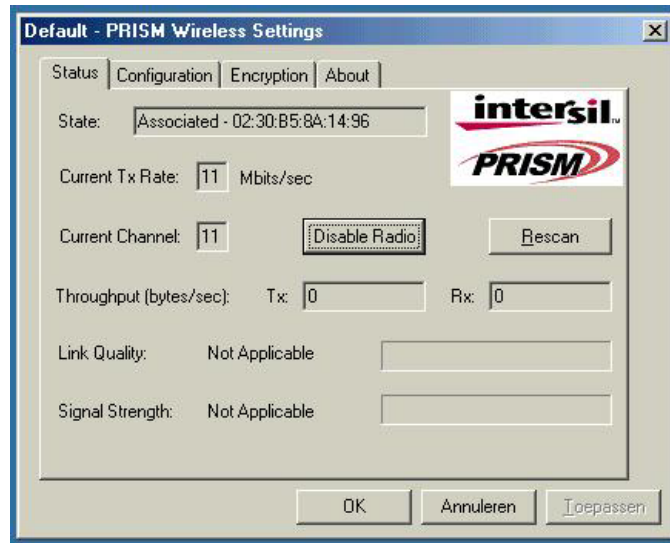 Default - PRISM Wireless Settings
Status Configuration Encryption About
State: Associated - 02:30:B5:8A:14:96
intersil™
PRISM
Current Tx Rate: 11 Mbits/sec
Current Channel: 11 Disable Radio Rescan
Throughput (bytes/sec): Tx: 0 Rx: 0
Link Quality: Not Applicable
Signal Strength: Not Applicable
OK Annuleren Toepassen